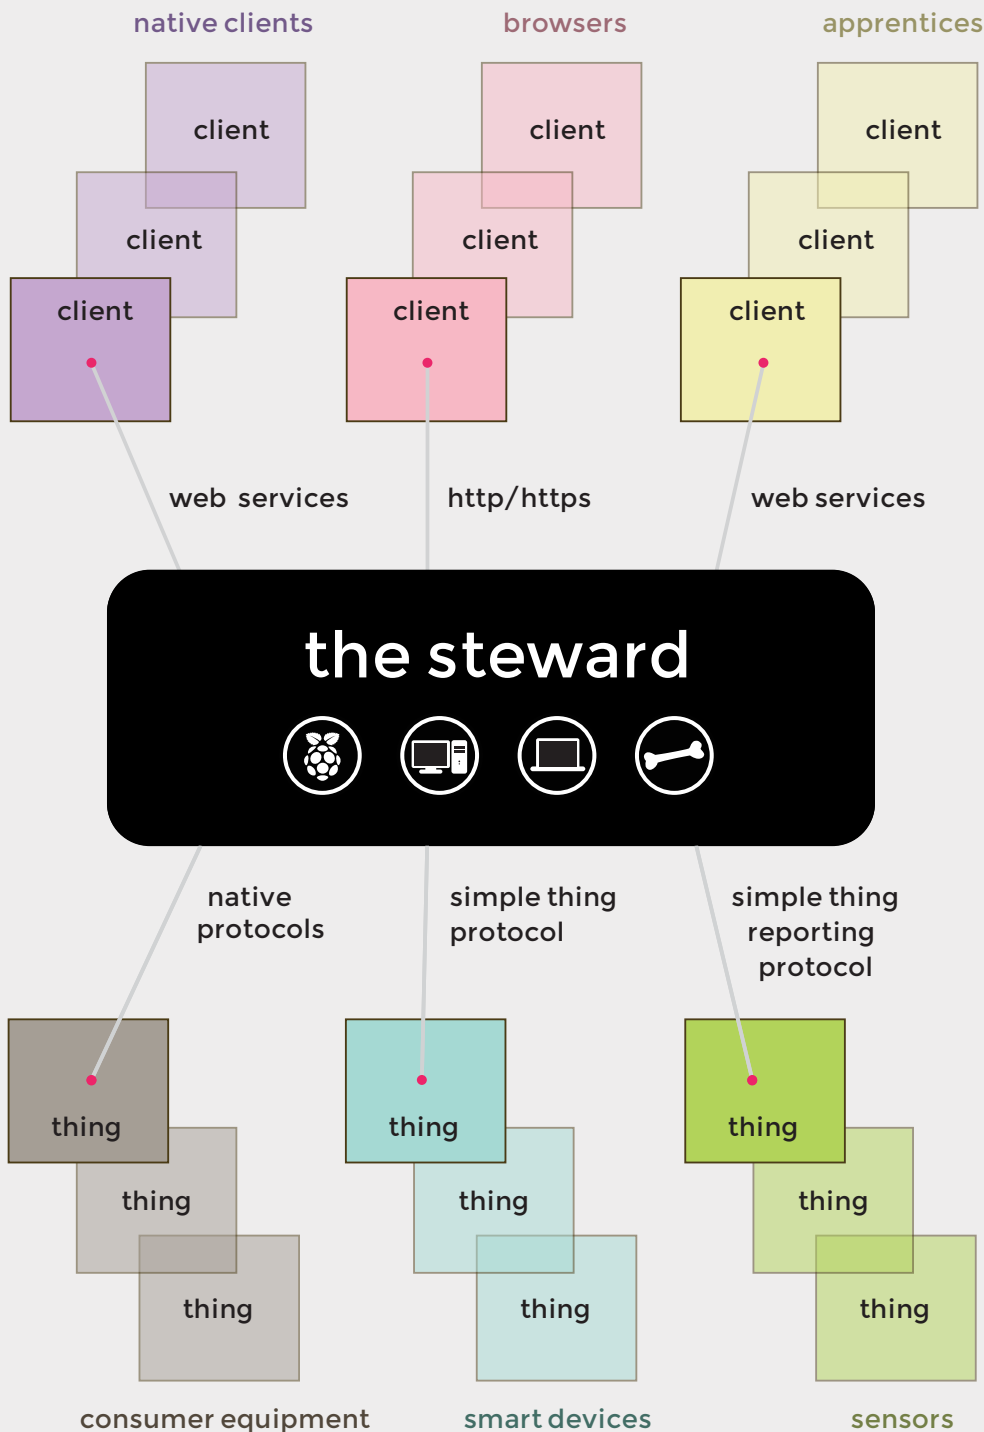 native clients
browsers
apprentices
client
client
client
client
client
client
client
client
client
web services
http/https
web services
the steward
native
protocols
simple thing
protocol
simple thing
reporting
protocol
thing
thing
thing
thing
thing
thing
thing
thing
thing
consumer equipment
smart devices
sensors